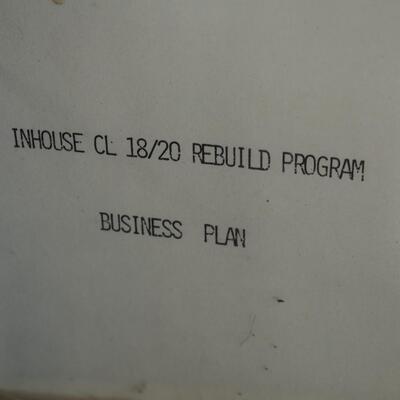 INHOUSE CL 18/20 REBUILD PROGRAM
BUSINESS PLAN